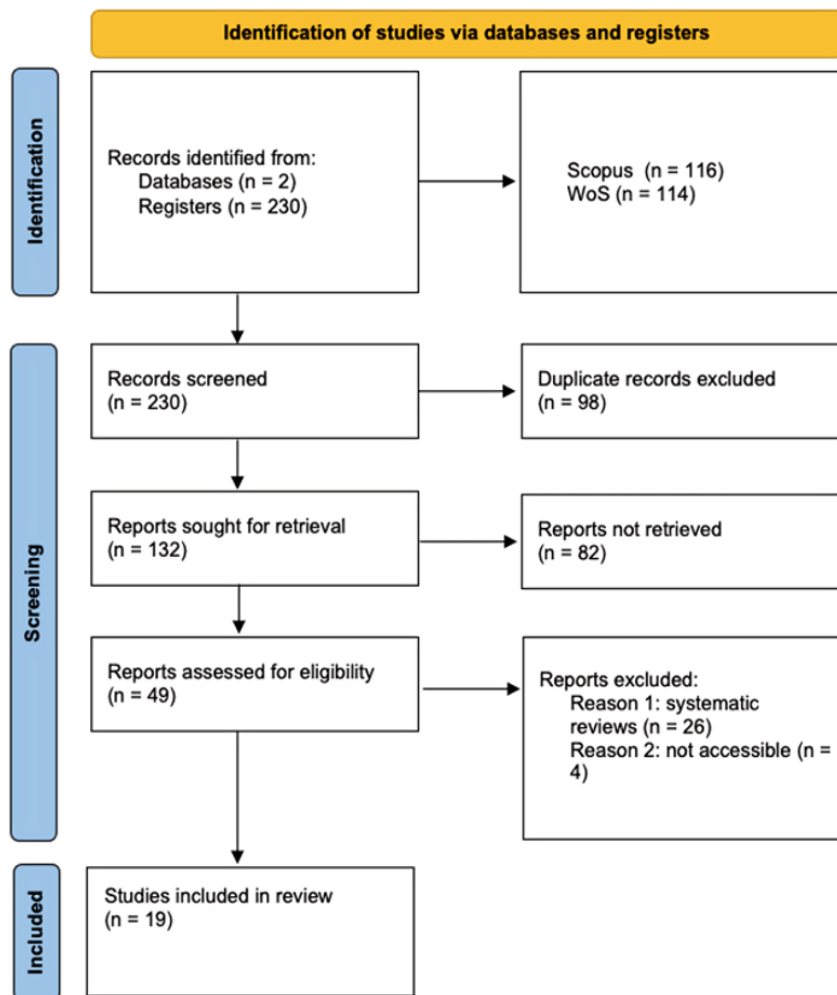 Identification of studies via databases and registers
Identification
Records identified from:
Databases (n = 2)
Registers (n = 230)
Scopus (n = 116)
WoS (n = 114)
Screening
Records screened
(n = 230)
Duplicate records excluded
(n = 98)
Reports sought for retrieval
(n = 132)
Reports not retrieved
(n = 82)
Reports assessed for eligibility
(n = 49)
Reports excluded:
Reason 1: systematic
reviews (n = 26)
Reason 2: not accessible (n =
4)
Included
Studies included in review
(n = 19)